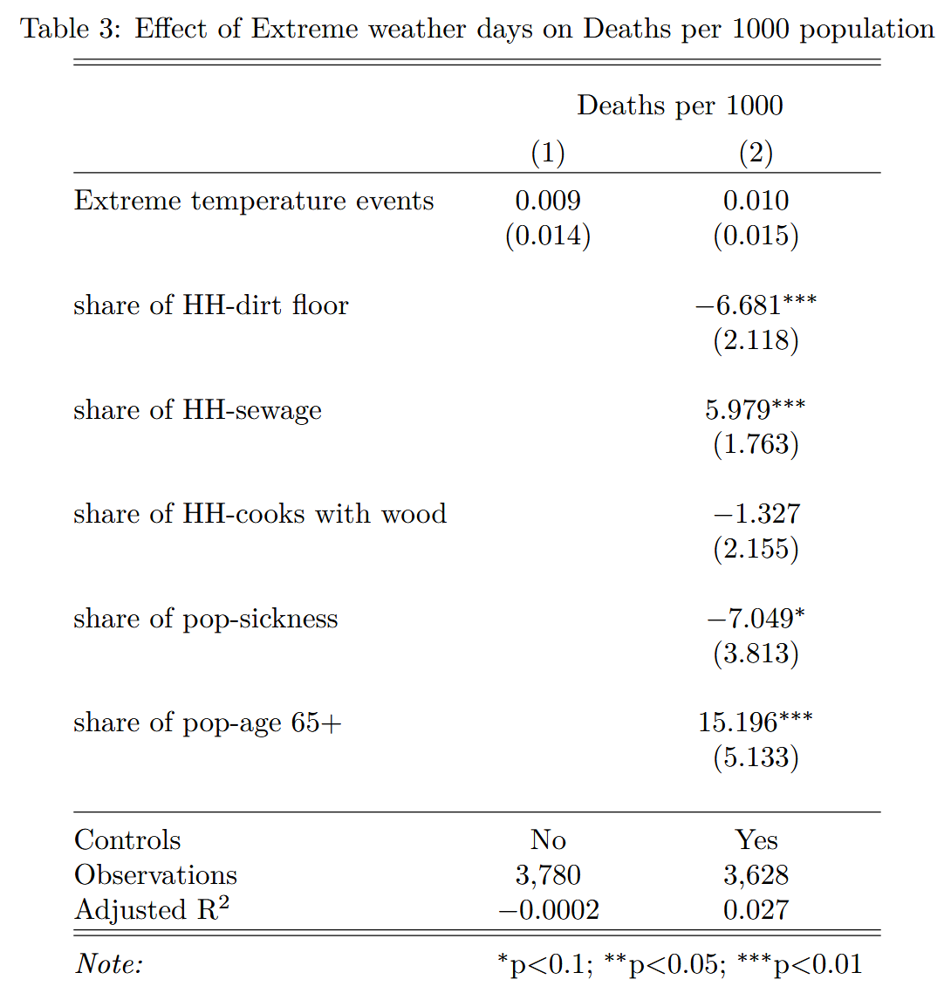 Table 3: Effect of Extreme weather days on Deaths per 1000 population
Deaths per 1000
(1) (2)
Extreme temperature events 0.009 0.010
(0.014) (0.015)
share of HH-dirt floor −6.681***
(2.118)
share of HH-sewage 5.979***
(1.763)
share of HH-cooks with wood −1.327
(2.155)
share of pop-sickness −7.049*
(3.813)
share of pop-age 65+ 15.196***
(5.133)
Controls No Yes
Observations 3,780 3,628
Adjusted R² −0.0002 0.027
Note: *p<0.1; **p<0.05; ***p<0.01